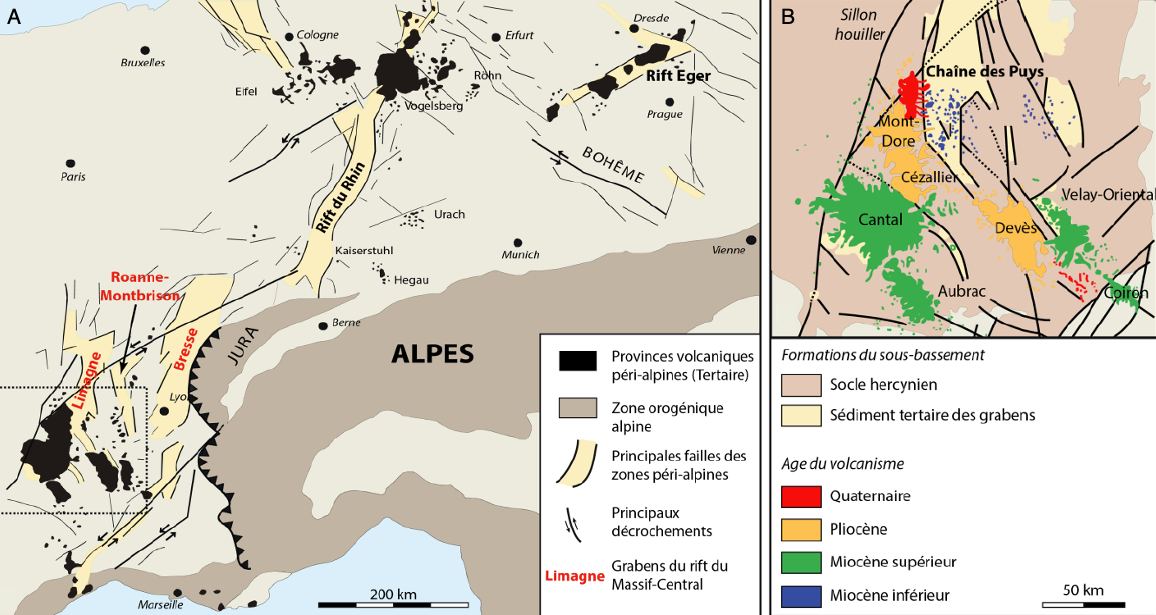 A
Cologne
Bruxelles
Erfurt
Dresde
Eifel
Röhn
Rift Eger
Vogelsberg
Prague
BOHÊME
Paris
Rift du Rhin
Urach
Kaiserstuhl
Munich
Vienne
Hegau
Roanne-
Montbrison
Berne
JURA
Bresse
ALPES
Limagne
Lyon
Marseille
200 km
Provinces volcaniques
péri-alpines (Tertaire)
Zone orogénique
alpine
Principales failles des
zones péri-alpines
Principaux
décrochements
Limagne
Grabens du rift du
Massif-Central
B
Sillon
houiller
Chaîne des Puys
Mont-
Dore
Cézallier
Velay-Oriental
Cantal
Devès
Aubrac
Coiron
Formations du sous-bassement
Socle hercynien
Sédiment tertaire des grabens
Age du volcanisme
Quaternaire
Pliocène
Miocène supérieur
Miocène inférieur
50 km